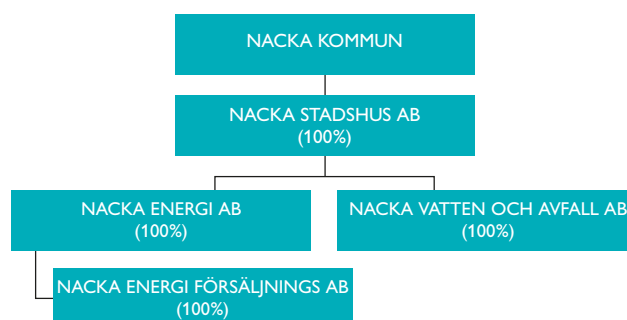 NACKA KOMMUN
NACKA STADSHUS AB
(100%)
NACKA ENERGI AB
(100%)
NACKA VATTEN OCH AVFALL AB
(100%)
NACKA ENERGI FÖRSÄLJNINGS AB
(100%)